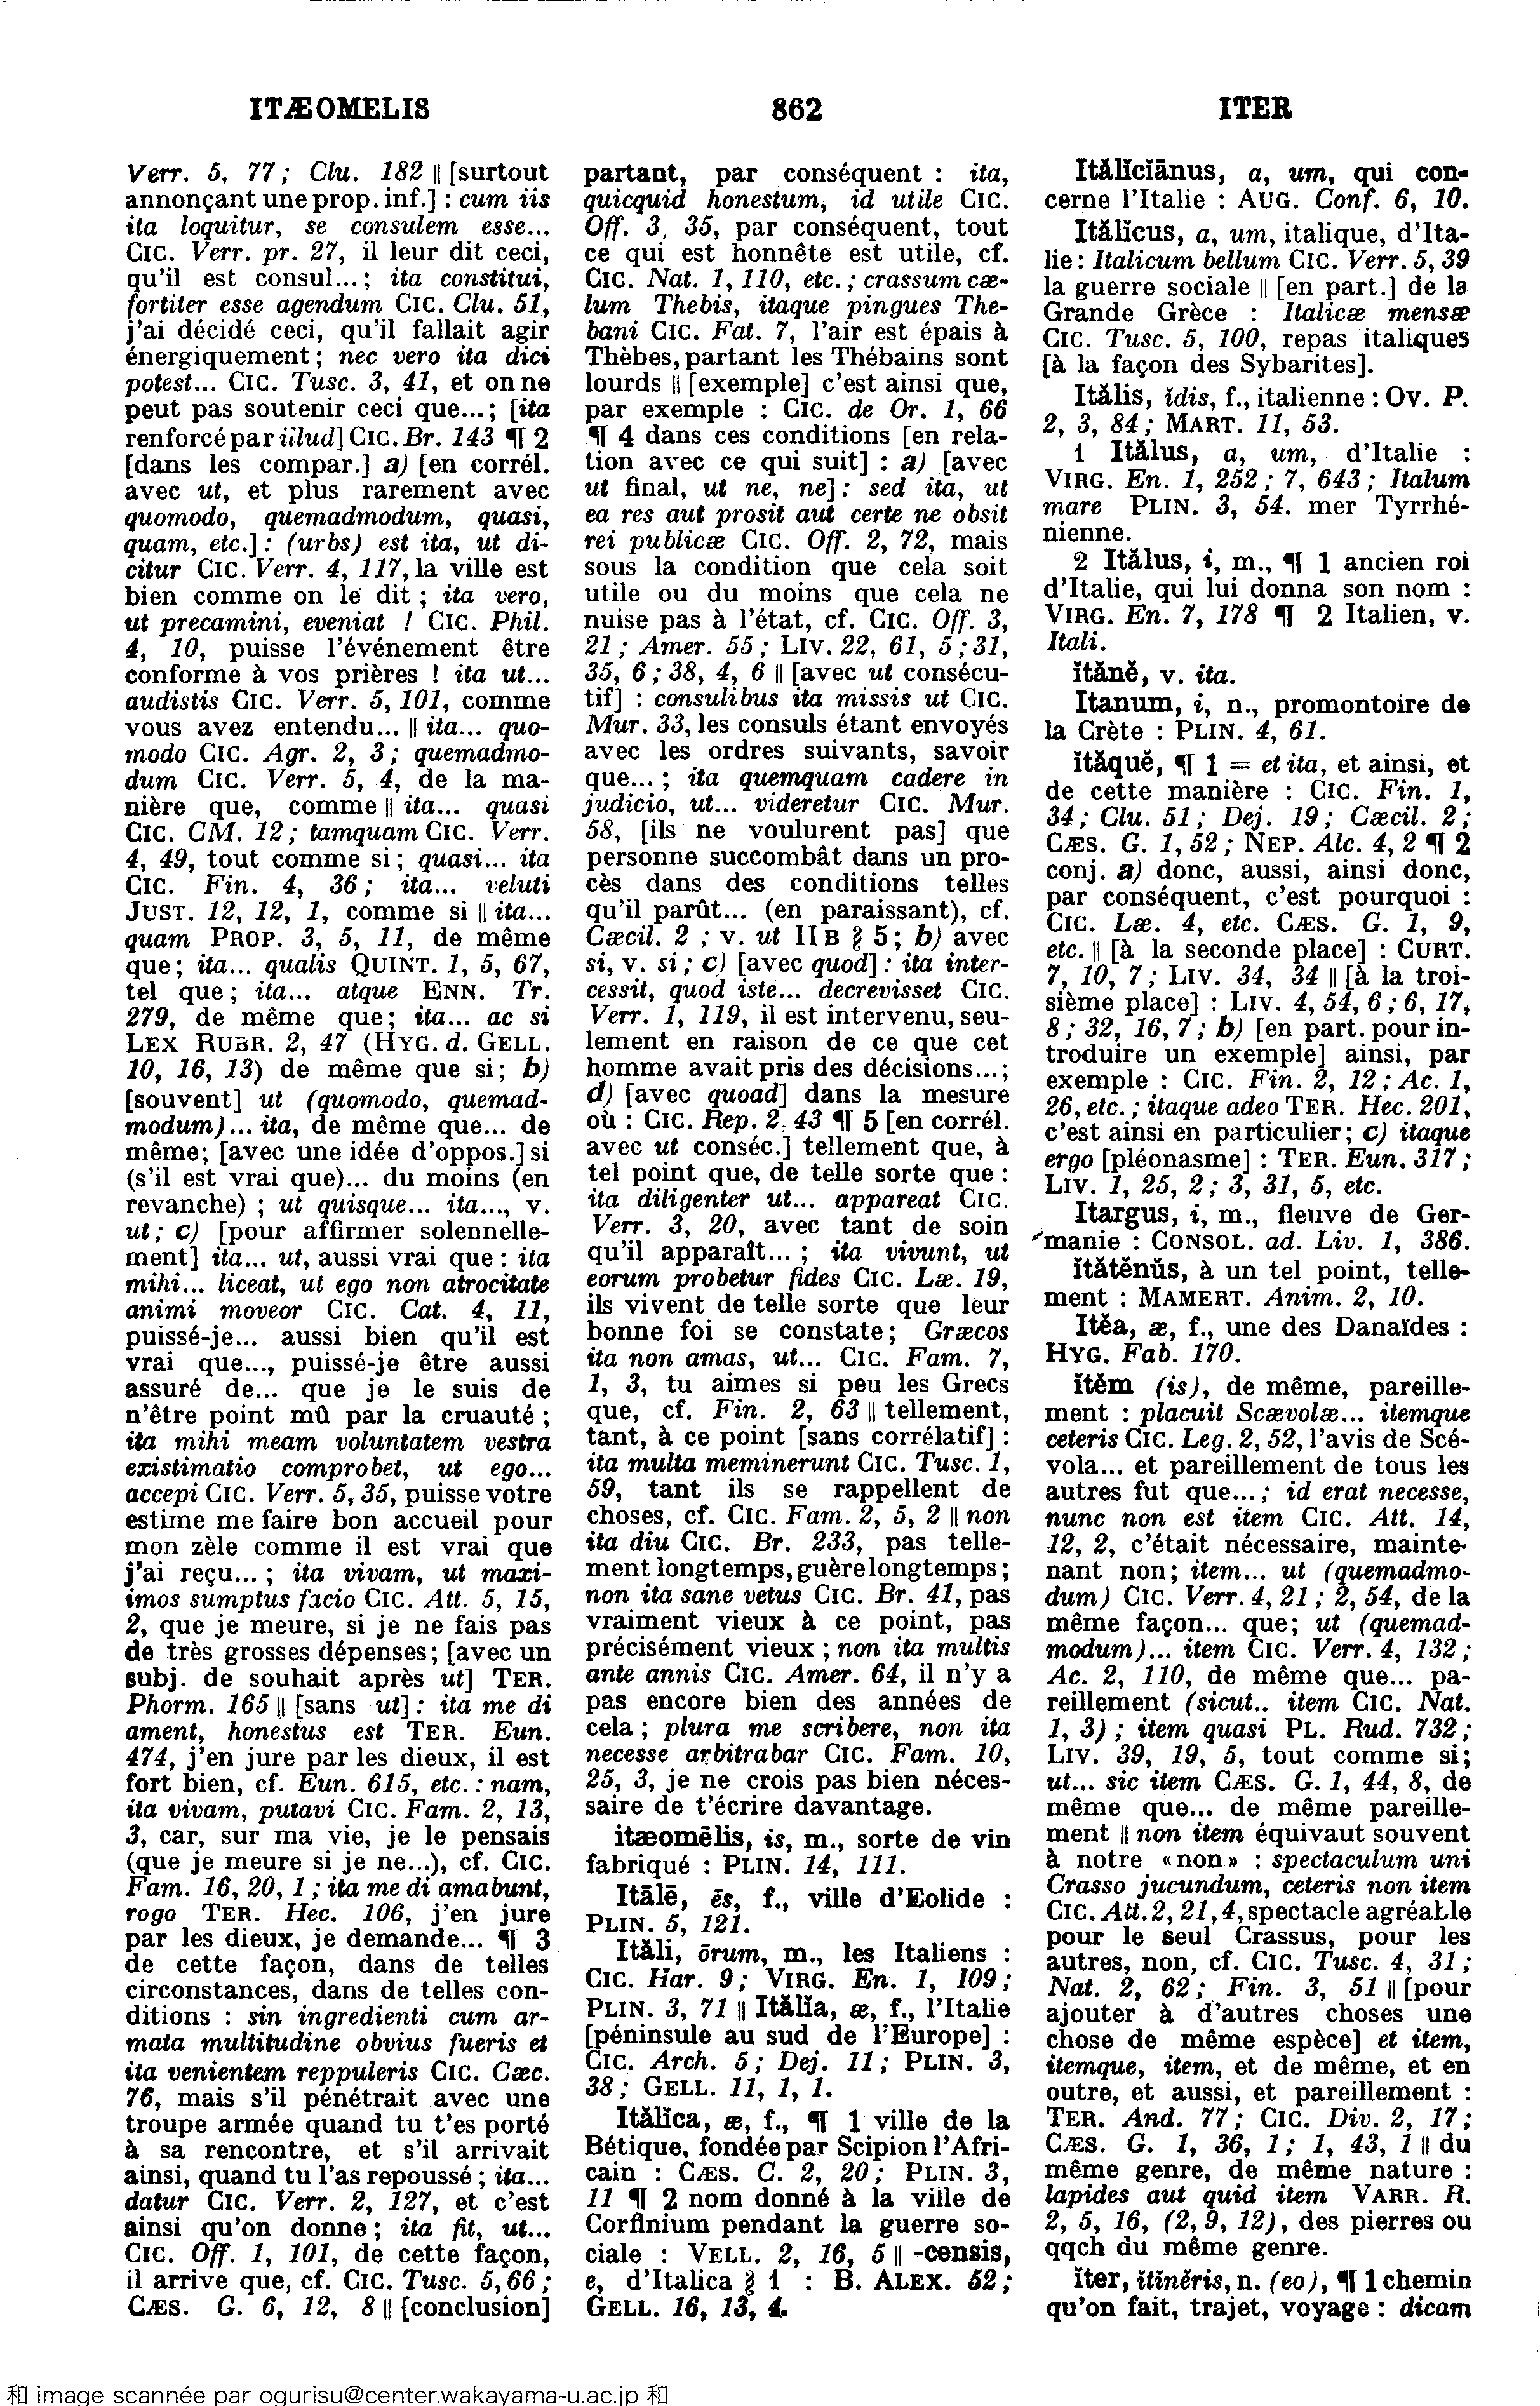 ITÆOMELIS
862
ITER
Verr. 5, 77; Clu. 182 || [surtout
annonçant une prop. inf.] : cum iis
ita loquitur, se consulem esse...
CIC. Verr. pr. 27, il leur dit ceci,
qu'il est consul...; ita constitui,
fortiter esse agendum CIC. Clu. 51,
j'ai décidé ceci, qu'il fallait agir
énergiquement; nec vero ita dici
potest... CIC. Tusc. 3, 41, et on ne
peut pas soutenir ceci que...; [ita
renforcé par illud] CIC. Br. 143 ¶ 2
[dans les compar.] a) [en corrél.
avec ut, et plus rarement avec
quomodo, quemadmodum, quasi,
quam, etc.] : (urbs) est ita, ut di-
citur CIC. Verr. 4, 117, la ville est
bien comme on le dit ; ita vero,
ut precamini, eveniat ! CIC. Phil.
4, 10, puisse l'événement être
conforme à vos prières ! ita ut...
audistis CIC. Verr. 5, 101, comme
vous avez entendu... || ita... quo-
modo CIC. Agr. 2, 3; quemadmo-
dum CIC. Verr. 5, 4, de la ma-
nière que, comme || ita... quasi
CIC. CM. 12; tamquam CIC. Verr.
4, 49, tout comme si; quasi... ita
CIC. Fin. 4, 36; ita... veluti
JUST. 12, 12, 1, comme si || ita...
quam PROP. 3, 5, 11, de même
que; ita... qualis QUINT. 1, 5, 67,
tel que; ita... atque ENN. Tr.
279, de même que; ita... ac si
LEX RUBR. 2, 47 (HYG. d. GELL.
10, 16, 13) de même que si; b)
[souvent] ut (quomodo, quemad-
modum)... ita, de même que... de
même; [avec une idée d'oppos.] si
(s'il est vrai que)... du moins (en
revanche) ; ut quisque... ita..., v.
ut; c) [pour affirmer solennelle-
ment] ita... ut, aussi vrai que : ita
mihi... liceat, ut ego non atrocitate
animi moveor CIC. Cat. 4, 11,
puissé-je... aussi bien qu'il est
vrai que..., puissé-je être aussi
assuré de... que je le suis de
n'être point mû par la cruauté ;
ita mihi meam voluntatem vestra
existimatio comprobet, ut ego...
accepi CIC. Verr. 5, 35, puisse votre
estime me faire bon accueil pour
mon zèle comme il est vrai que
j'ai reçu... ; ita vivam, ut maxi-
imos sumptus facio CIC. Att. 5, 15,
2, que je meure, si je ne fais pas
de très grosses dépenses; [avec un
subj. de souhait après ut] TER.
Phorm. 165 || [sans ut] : ita me di
ament, honestus est TER. Eun.
474, j'en jure par les dieux, il est
fort bien, cf. Eun. 615, etc. : nam,
ita vivam, putavi CIC. Fam. 2, 13,
3, car, sur ma vie, je le pensais
(que je meure si je ne...), cf. CIC.
Fam. 16, 20, 1 ; ita me di amabunt,
rogo TER. Hec. 106, j'en jure
par les dieux, je demande... ¶ 3
de cette façon, dans de telles
circonstances, dans de telles con-
ditions : sin ingredienti cum ar-
mata multitudine obvius fueris et
ita venientem reppuleris CIC. Cæc.
76, mais s'il pénétrait avec une
troupe armée quand tu t'es porté
à sa rencontre, et s'il arrivait
ainsi, quand tu l'as repoussé ; ita...
datur CIC. Verr. 2, 127, et c'est
ainsi qu'on donne; ita fit, ut...
CIC. Off. 1, 101, de cette façon,
il arrive que, cf. CIC. Tusc. 5, 66 ;
CÆS. G. 6, 12, 8 || [conclusion]
partant, par conséquent : ita,
quicquid honestum, id utile CIC.
Off. 3, 35, par conséquent, tout
ce qui est honnête est utile, cf.
CIC. Nat. 1, 110, etc. ; crassum cæ-
lum Thebis, itaque pingues The-
bani CIC. Fat. 7, l'air est épais à
Thèbes, partant les Thébains sont
lourds || [exemple] c'est ainsi que,
par exemple : CIC. de Or. 1, 66
¶ 4 dans ces conditions [en rela-
tion avec ce qui suit] : a) [avec
ut final, ut ne, ne] : sed ita, ut
ea res aut prosit aut certe ne obsit
rei publicæ CIC. Off. 2, 72, mais
sous la condition que cela soit
utile ou du moins que cela ne
nuise pas à l'état, cf. CIC. Off. 3,
21 ; Amer. 55 ; LIV. 22, 61, 5 ; 31,
35, 6 ; 38, 4, 6 || [avec ut consécu-
tif] : consulibus ita missis ut CIC.
Mur. 33, les consuls étant envoyés
avec les ordres suivants, savoir
que... ; ita quemquam cadere in
judicio, ut... videretur CIC. Mur.
58, [ils ne voulurent pas] que
personne succombât dans un pro-
cès dans des conditions telles
qu'il parût... (en paraissant), cf.
Cæcil. 2 ; v. ut II B § 5; b) avec
si, v. si ; c) [avec quod] : ita inter-
cessit, quod iste... decrevisset CIC.
Verr. 1, 119, il est intervenu, seu-
lement en raison de ce que cet
homme avait pris des décisions...;
d) [avec quoad] dans la mesure
où : CIC. Rep. 2, 43 ¶ 5 [en corrél.
avec ut conséc.] tellement que, à
tel point que, de telle sorte que :
ita diligenter ut... appareat CIC.
Verr. 3, 20, avec tant de soin
qu'il apparaît... ; ita vivunt, ut
eorum probetur fides CIC. Læ. 19,
ils vivent de telle sorte que leur
bonne foi se constate; Græcos
ita non amas, ut... CIC. Fam. 7,
1, 3, tu aimes si peu les Grecs
que, cf. Fin. 2, 63 || tellement,
tant, à ce point [sans corrélatif] :
ita multa meminerunt CIC. Tusc. 1,
59, tant ils se rappellent de
choses, cf. CIC. Fam. 2, 5, 2 || non
ita diu CIC. Br. 233, pas telle-
ment longtemps, guère longtemps;
non ita sane vetus CIC. Br. 41, pas
vraiment vieux à ce point, pas
précisément vieux ; non ita multis
ante annis CIC. Amer. 64, il n'y a
pas encore bien des années de
cela ; plura me scribere, non ita
necesse arbitrabar CIC. Fam. 10,
25, 3, je ne crois pas bien néces-
saire de t'écrire davantage.
itæomēlis, is, m., sorte de vin
fabriqué : PLIN. 14, 111.
Itālē, ēs, f., ville d'Eolide :
PLIN. 5, 121.
Ităli, ōrum, m., les Italiens :
CIC. Har. 9; VIRG. En. 1, 109;
PLIN. 3, 71 || Itălĭa, æ, f., l'Italie
[péninsule au sud de l'Europe] :
CIC. Arch. 5; Dej. 11; PLIN. 3,
38; GELL. 11, 1, 1.
Itălĭca, æ, f., ¶ 1 ville de la
Bétique, fondée par Scipion l'Afri-
cain : CÆS. C. 2, 20; PLIN. 3,
11 ¶ 2 nom donné à la ville de
Corfinium pendant la guerre so-
ciale : VELL. 2, 16, 5 || -censis,
e, d'Italica § 1 : B. ALEX. 52;
GELL. 16, 13, 4.
Itălĭcĭānus, a, um, qui con-
cerne l'Italie : AUG. Conf. 6, 10.
Itălĭcus, a, um, italique, d'Ita-
lie : Italicum bellum CIC. Verr. 5, 39
la guerre sociale || [en part.] de la
Grande Grèce : Italicæ mensæ
CIC. Tusc. 5, 100, repas italiques
[à la façon des Sybarites].
Itălis, ĭdis, f., italienne : OV. P.
2, 3, 84; MART. 11, 53.
1 Itălus, a, um, d'Italie :
VIRG. En. 1, 252; 7, 643; Italum
mare PLIN. 3, 54. mer Tyrrhé-
nienne.
2 Itălus, i, m., ¶ 1 ancien roi
d'Italie, qui lui donna son nom :
VIRG. En. 7, 178 ¶ 2 Italien, v.
Itali.
ĭtănĕ, v. ita.
Itanum, i, n., promontoire de
la Crète : PLIN. 4, 61.
ĭtăquĕ, ¶ 1 = et ita, et ainsi, et
de cette manière : CIC. Fin. 1,
34; Clu. 51; Dej. 19; Cæcil. 2;
CÆS. G. 1, 52; NEP. Alc. 4, 2 ¶ 2
conj. a) donc, aussi, ainsi donc,
par conséquent, c'est pourquoi :
CIC. Læ. 4, etc. CÆS. G. 1, 9,
etc. || [à la seconde place] : CURT.
7, 10, 7; LIV. 34, 34 || [à la troi-
sième place] : LIV. 4, 54, 6 ; 6, 17,
8; 32, 16, 7; b) [en part. pour in-
troduire un exemple] ainsi, par
exemple : CIC. Fin. 2, 12; Ac. 1,
26, etc. ; itaque adeo TER. Hec. 201,
c'est ainsi en particulier; c) itaque
ergo [pléonasme] : TER. Eun. 317;
LIV. 1, 25, 2; 3, 31, 5, etc.
Itargus, i, m., fleuve de Ger-
manie : CONSOL. ad. Liv. 1, 386.
ĭtātĕnŭs, à un tel point, telle-
ment : MAMERT. Anim. 2, 10.
Itĕa, æ, f., une des Danaïdes :
HYG. Fab. 170.
ĭtĕm (is), de même, pareille-
ment : placuit Scævolæ... itemque
ceteris CIC. Leg. 2, 52, l'avis de Scé-
vola... et pareillement de tous les
autres fut que...; id erat necesse,
nunc non est item CIC. Att. 14,
12, 2, c'était nécessaire, mainte-
nant non; item... ut (quemadmo-
dum) CIC. Verr. 4, 21 ; 2, 54, de la
même façon... que; ut (quemad-
modum)... item CIC. Verr. 4, 132;
Ac. 2, 110, de même que... pa-
reillement (sicut.. item CIC. Nat.
1, 3) ; item quasi PL. Rud. 732;
LIV. 39, 19, 5, tout comme si;
ut... sic item CÆS. G. 1, 44, 8, de
même que... de même pareille-
ment || non item équivaut souvent
à notre «non» : spectaculum uni
Crasso jucundum, ceteris non item
CIC. Att. 2, 21, 4, spectacle agréable
pour le seul Crassus, pour les
autres, non, cf. CIC. Tusc. 4, 31;
Nat. 2, 62; Fin. 3, 51 || [pour
ajouter à d'autres choses une
chose de même espèce] et item,
itemque, item, et de même, et en
outre, et aussi, et pareillement :
TER. And. 77; CIC. Div. 2, 17;
CÆS. G. 1, 36, 1; 1, 43, 1 || du
même genre, de même nature :
lapides aut quid item VARR. R.
2, 5, 16, (2, 9, 12), des pierres ou
qqch du même genre.
ĭter, ĭtĭnĕris, n. (eo), ¶ 1 chemin
qu'on fait, trajet, voyage : dicam
和 image scannée par ogurisu@center.wakayama-u.ac.jp 和